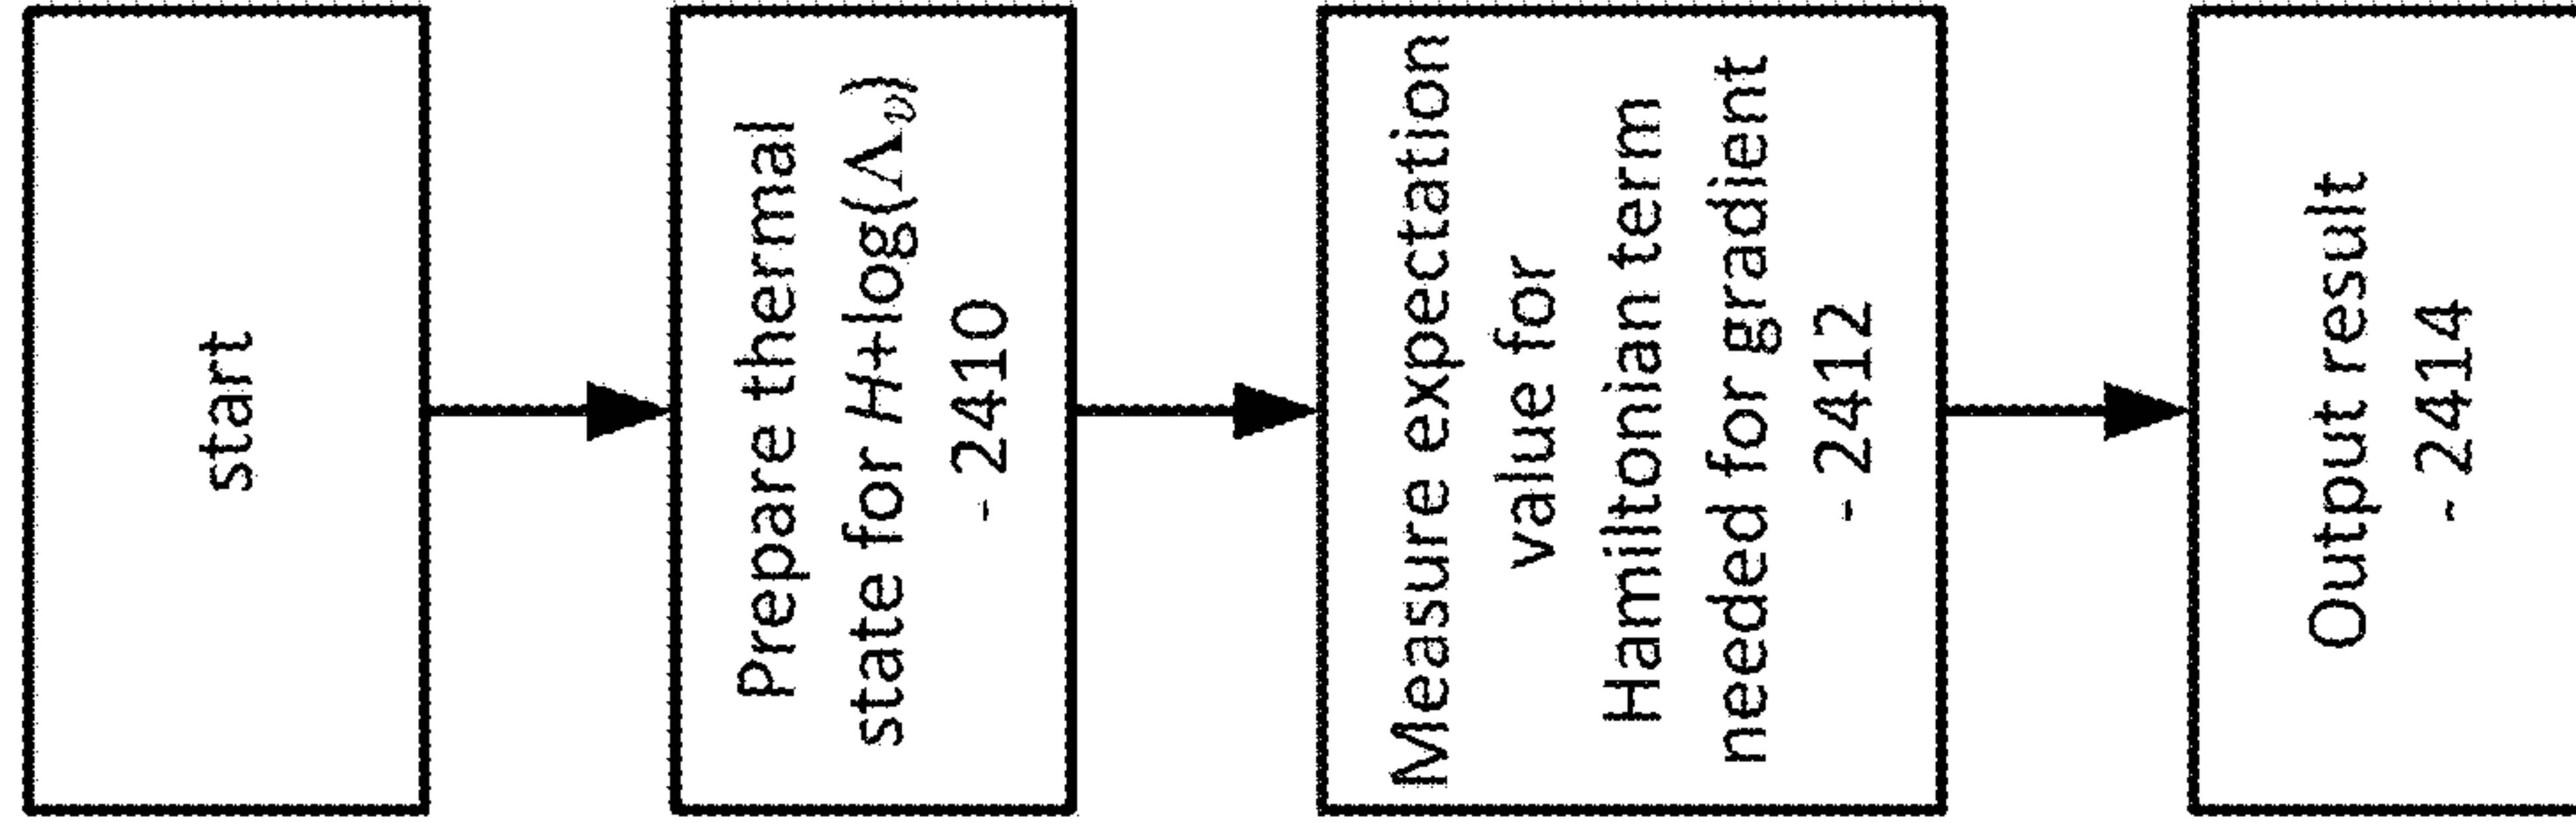 start
Prepare thermal
state for H+log(Λᵥ)
- 2410
Measure expectation
value for
Hamiltonian term
needed for gradient
- 2412
Output result
- 2414